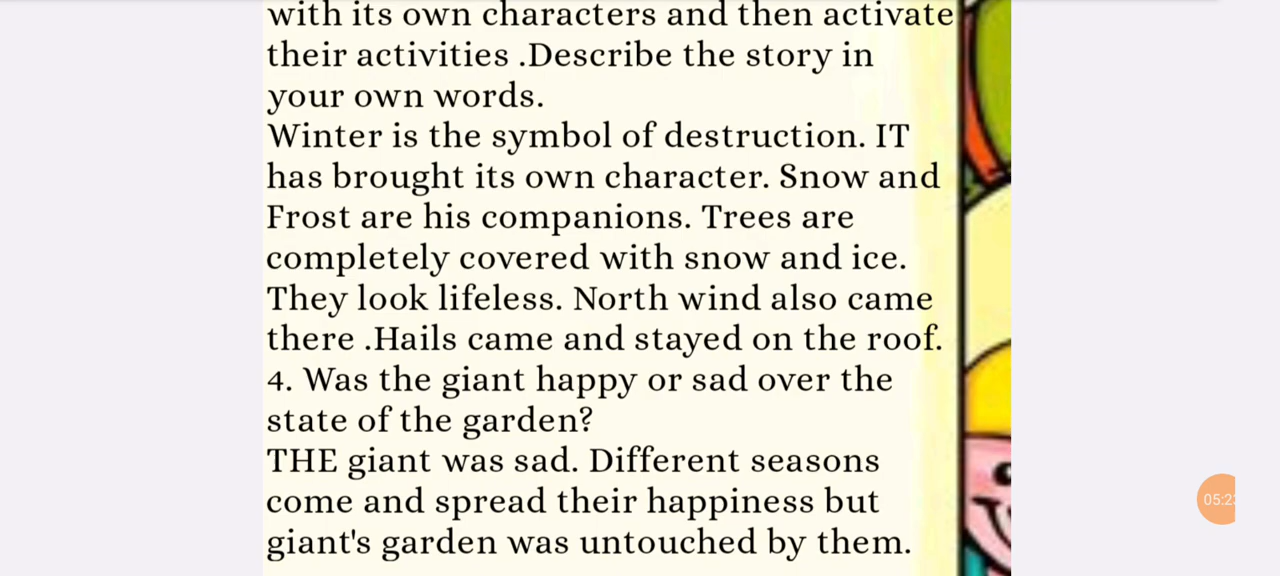 with its own characters and then activate
their activities .Describe the story in
your own words.
Winter is the symbol of destruction. IT
has brought its own character. Snow and
Frost are his companions. Trees are
completely covered with snow and ice.
They look lifeless. North wind also came
there .Hails came and stayed on the roof.
4. Was the giant happy or sad over the
state of the garden?
THE giant was sad. Different seasons
come and spread their happiness but
giant's garden was untouched by them.